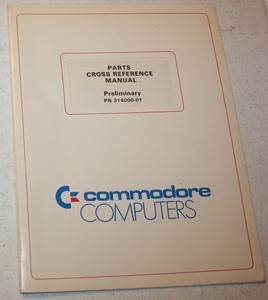 PARTS
CROSS REFERENCE
MANUAL
Preliminary
PN 314000-01
commodore
COMPUTERS